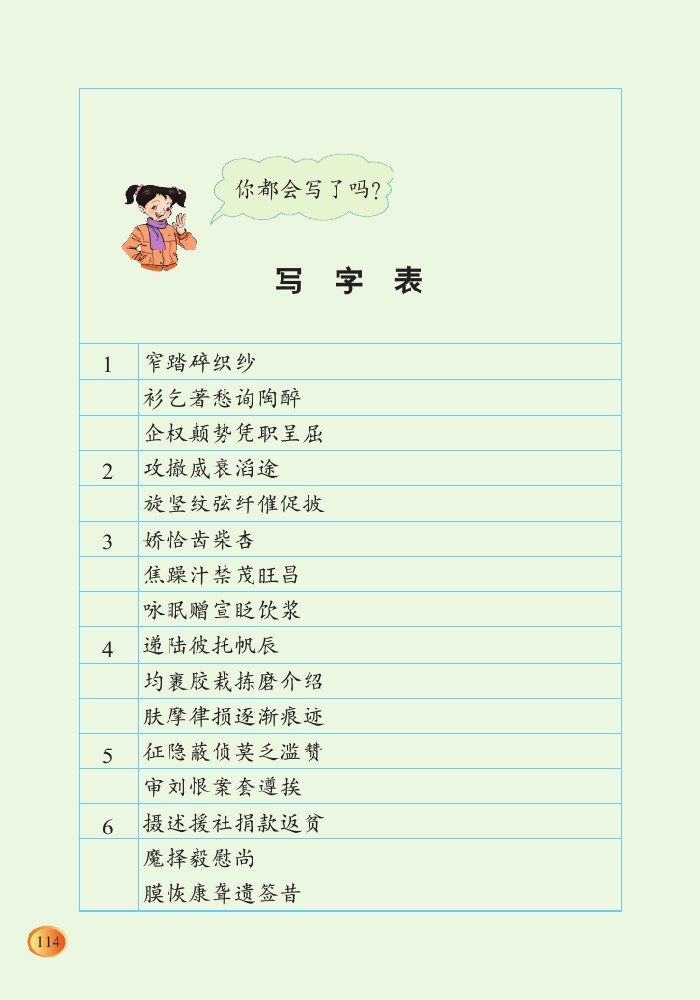 你都会写了吗?
写 字 表
1 窄踏碎织纱
衫乞著愁询陶醉
企权颠势凭职呈屈
2 攻撤威衰滔途
旋竖纹弦纤催促披
3 娇恰齿柴杏
焦躁汁禁茂旺昌
咏眠赠宣眨饮浆
4 递陆彼托帆辰
均裹胶栽拣磨介绍
肤摩律损逐渐痕迹
5 征隐蔽侦莫乏滥赞
审刘恨案套遵挨
6 摄述援社捐款返贫
魔择毅慰尚
膜恢康聋遗签昔
114